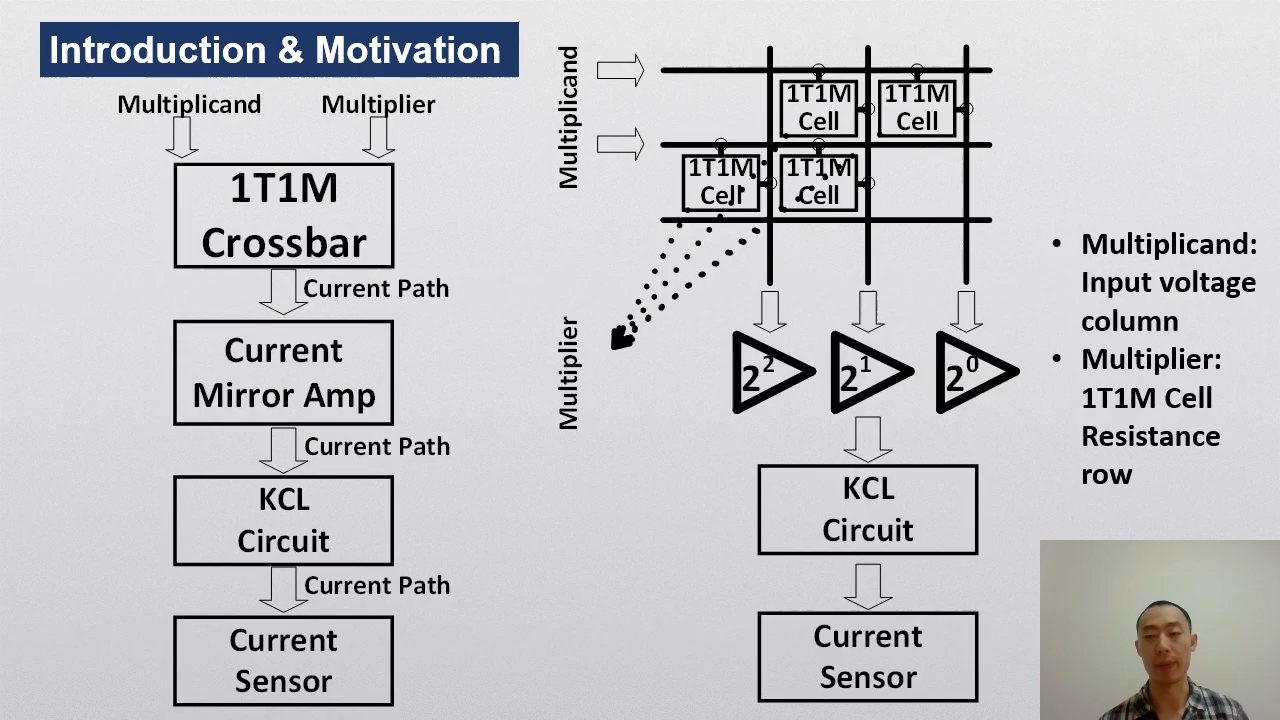 Introduction & Motivation
Multiplicand
Multiplier
1T1M
Crossbar
Current Path
Current
Mirror Amp
Current Path
KCL
Circuit
Current Path
Current
Sensor
Multiplicand
Multiplier
1T1M
Cell
1T1M
Cell
1T1M
Cell
1T1M
Cell
2²
2¹
2⁰
KCL
Circuit
Current
Sensor
• Multiplicand:
Input voltage
column
• Multiplier:
1T1M Cell
Resistance
row